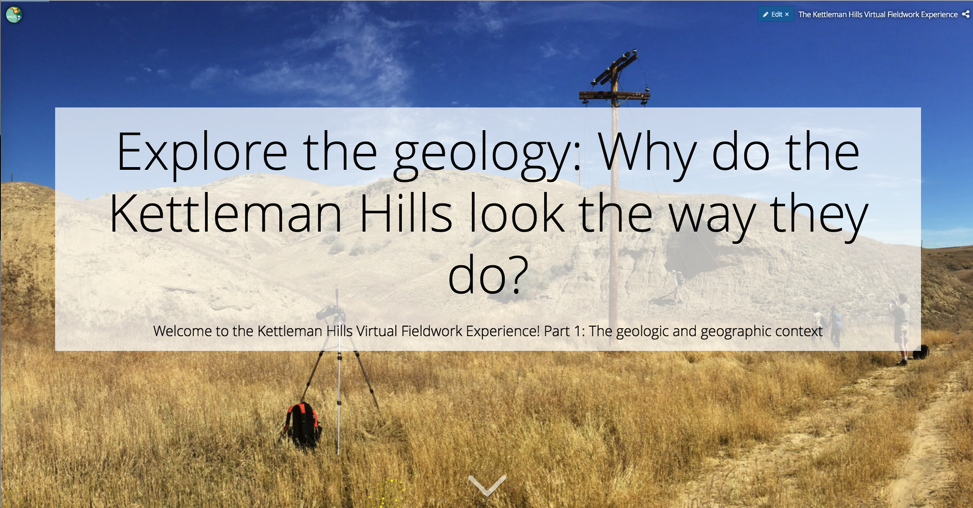 Edit ×
The Kettleman Hills Virtual Fieldwork Experience
Explore the geology: Why do the
Kettleman Hills look the way they
do?
Welcome to the Kettleman Hills Virtual Fieldwork Experience! Part 1: The geologic and geographic context